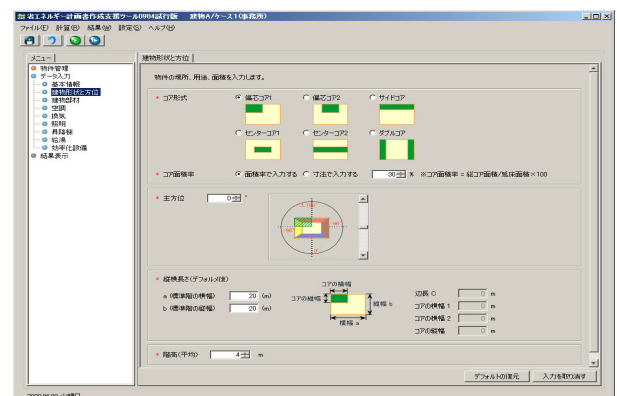 省エネルギー計画書作成支援ツール0904試行版 建物A/ケース1(事務所)
ファイル(F) 計算(C) 結果(W) 設定(S) ヘルプ(H)
メニュー
物件管理
データ入力
基本情報
建物形状と方位
建物部材
空調
換気
照明
昇降機
給湯
効率化設備
結果表示
建物形状と方位
物件の場所、用途、面積を入力します。
* コア形式 偏芯コア1 偏芯コア2 サイドコア
センターコア1 センターコア2 ダブルコア
* コア面積率 面積率で入力する 寸法で入力する 30 % ※コア面積率 = 総コア面積/延床面積×100
* 主方位 0 °
* 縦横長さ(デフォルメ後)
a (標準階の横幅) 20 (m)
b (標準階の縦幅) 20 (m)
コアの横幅
コアの縦幅
縦幅 b
横幅 a
辺長 C 0 m
コアの横幅 1 0 m
コアの横幅 2 0 m
コアの縦幅 0 m
* 階高(平均) 4 m
デフォルトの復元 入力を取り消す